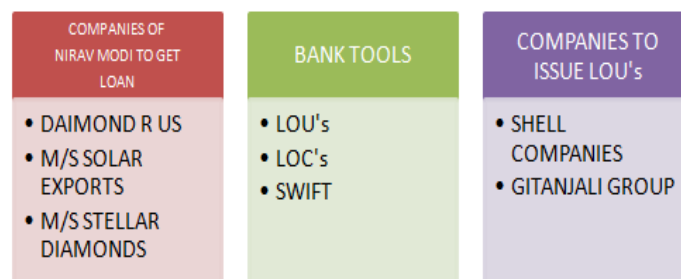 COMPANIES OF
NIRAV MODI TO GET
LOAN
• DAIMOND R US
• M/S SOLAR
EXPORTS
• M/S STELLAR
DIAMONDS
BANK TOOLS
• LOU's
• LOC's
• SWIFT
COMPANIES TO
ISSUE LOU's
• SHELL
COMPANIES
• GITANJALI GROUP